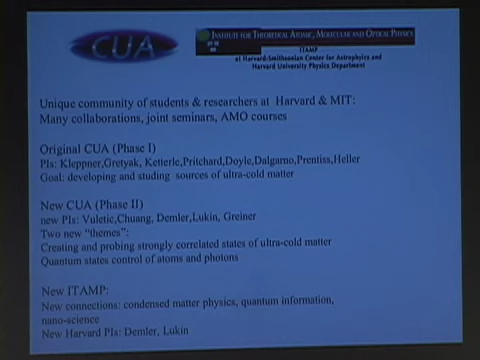 CUA
INSTITUTE FOR THEORETICAL ATOMIC, MOLECULAR AND OPTICAL PHYSICS
ITAMP
at Harvard-Smithsonian Center for Astrophysics and
Harvard University Physics Department
Unique community of students & researchers at Harvard & MIT:
Many collaborations, joint seminars, AMO courses
Original CUA (Phase I)
PIs: Kleppner,Gretyak, Ketterle,Pritchard,Doyle,Dalgarno,Prentiss,Heller
Goal: developing and studing sources of ultra-cold matter
New CUA (Phase II)
new PIs: Vuletic,Chuang, Demler,Lukin, Greiner
Two new “themes”:
Creating and probing strongly correlated states of ultra-cold matter
Quantum states control of atoms and photons
New ITAMP:
New connections: condensed matter physics, quantum information,
nano-science
New Harvard PIs: Demler, Lukin